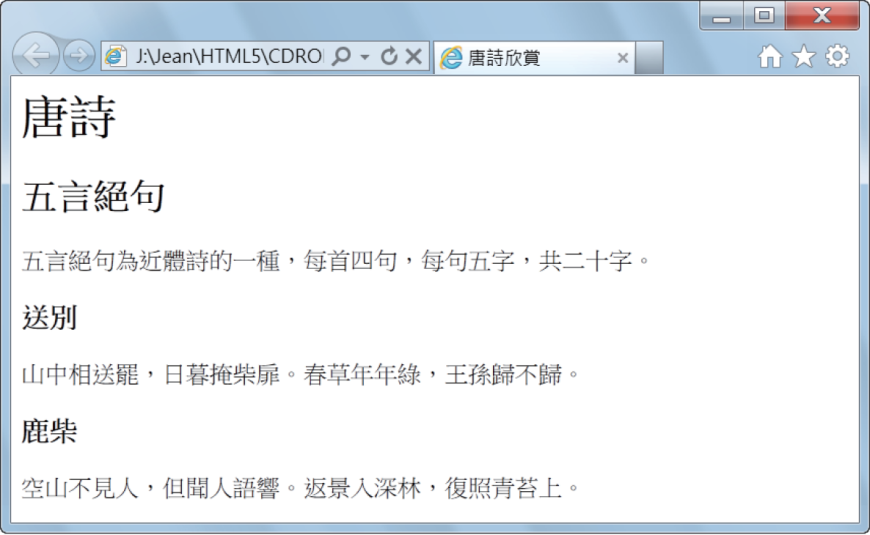 J:\Jean\HTML5\CDRO
唐詩欣賞
唐詩
五言絕句
五言絕句為近體詩的一種，每首四句，每句五字，共二十字。
送別
山中相送罷，日暮掩柴扉。春草年年綠，王孫歸不歸。
鹿柴
空山不見人，但聞人語響。返景入深林，復照青苔上。